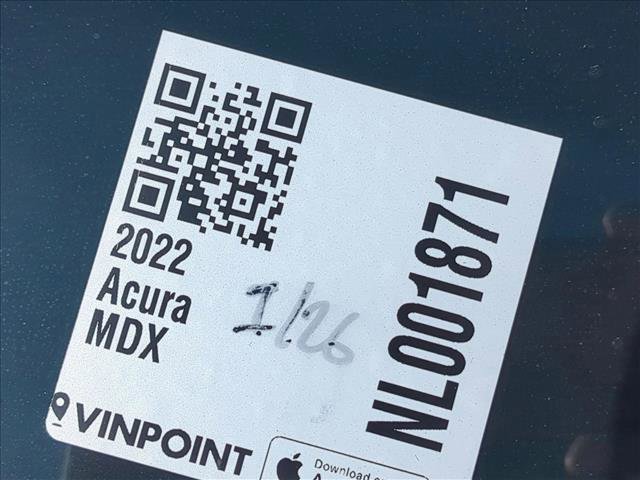 2022
Acura
MDX
1/26
NL001871
VINPOINT
Download